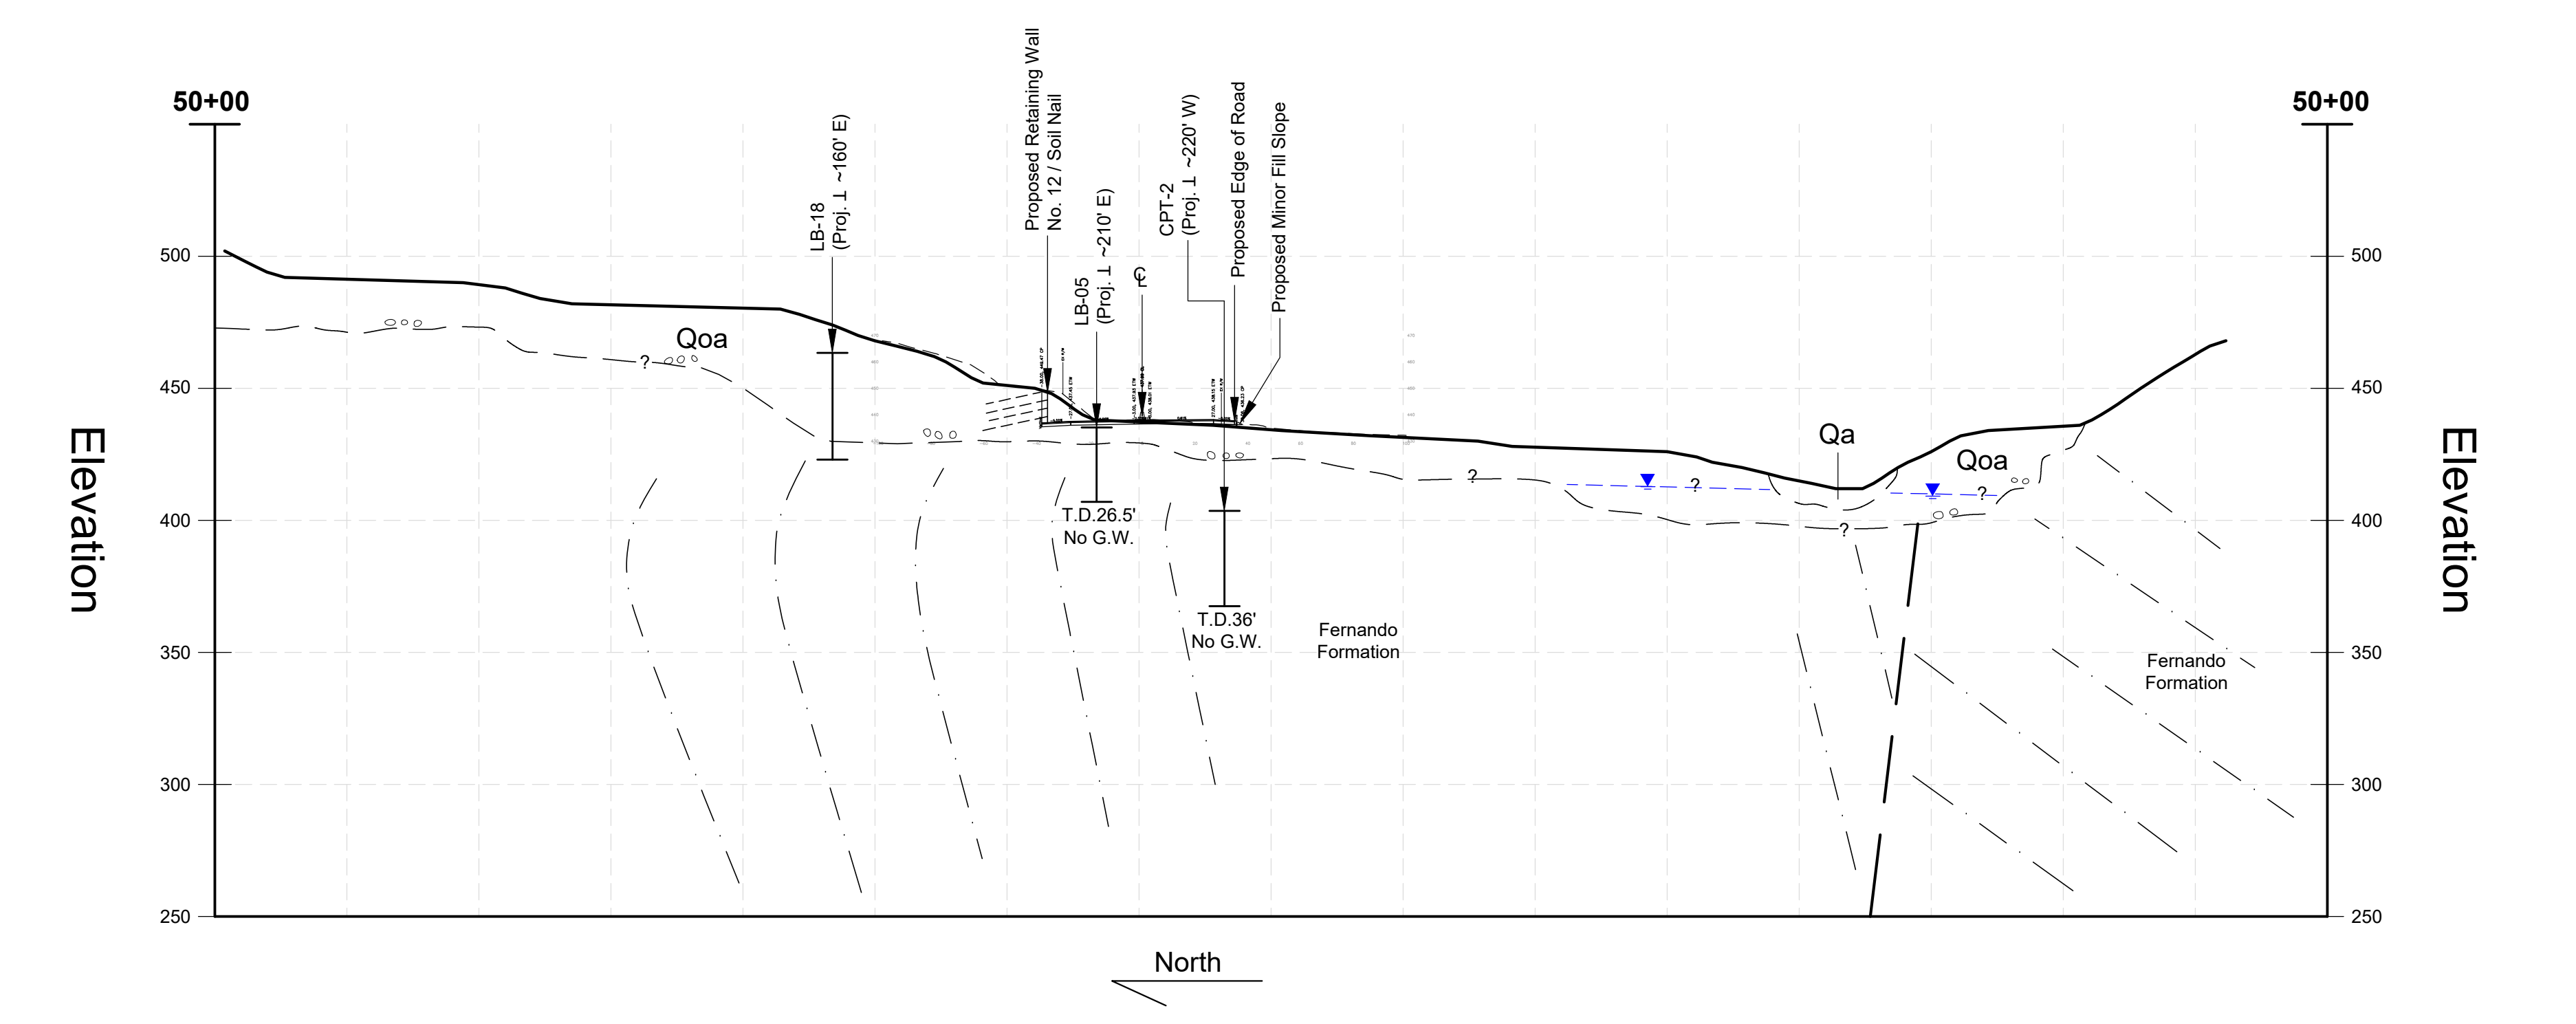 50+00
50+00
Proposed Retaining Wall
No. 12 / Soil Nail
LB-18
(Proj. ⊥ ~160' E)
LB-05
(Proj. ⊥ ~210' E)
℄
CPT-2
(Proj. ⊥ ~220' W)
Proposed Edge of Road
Proposed Minor Fill Slope
Elevation
500
450
400
350
300
250
Elevation
500
450
400
350
300
250
Qoa
?
?
?
Qa
Qoa
?
?
T.D.26.5'
No G.W.
T.D.36'
No G.W.
Fernando
Formation
Fernando
Formation
North